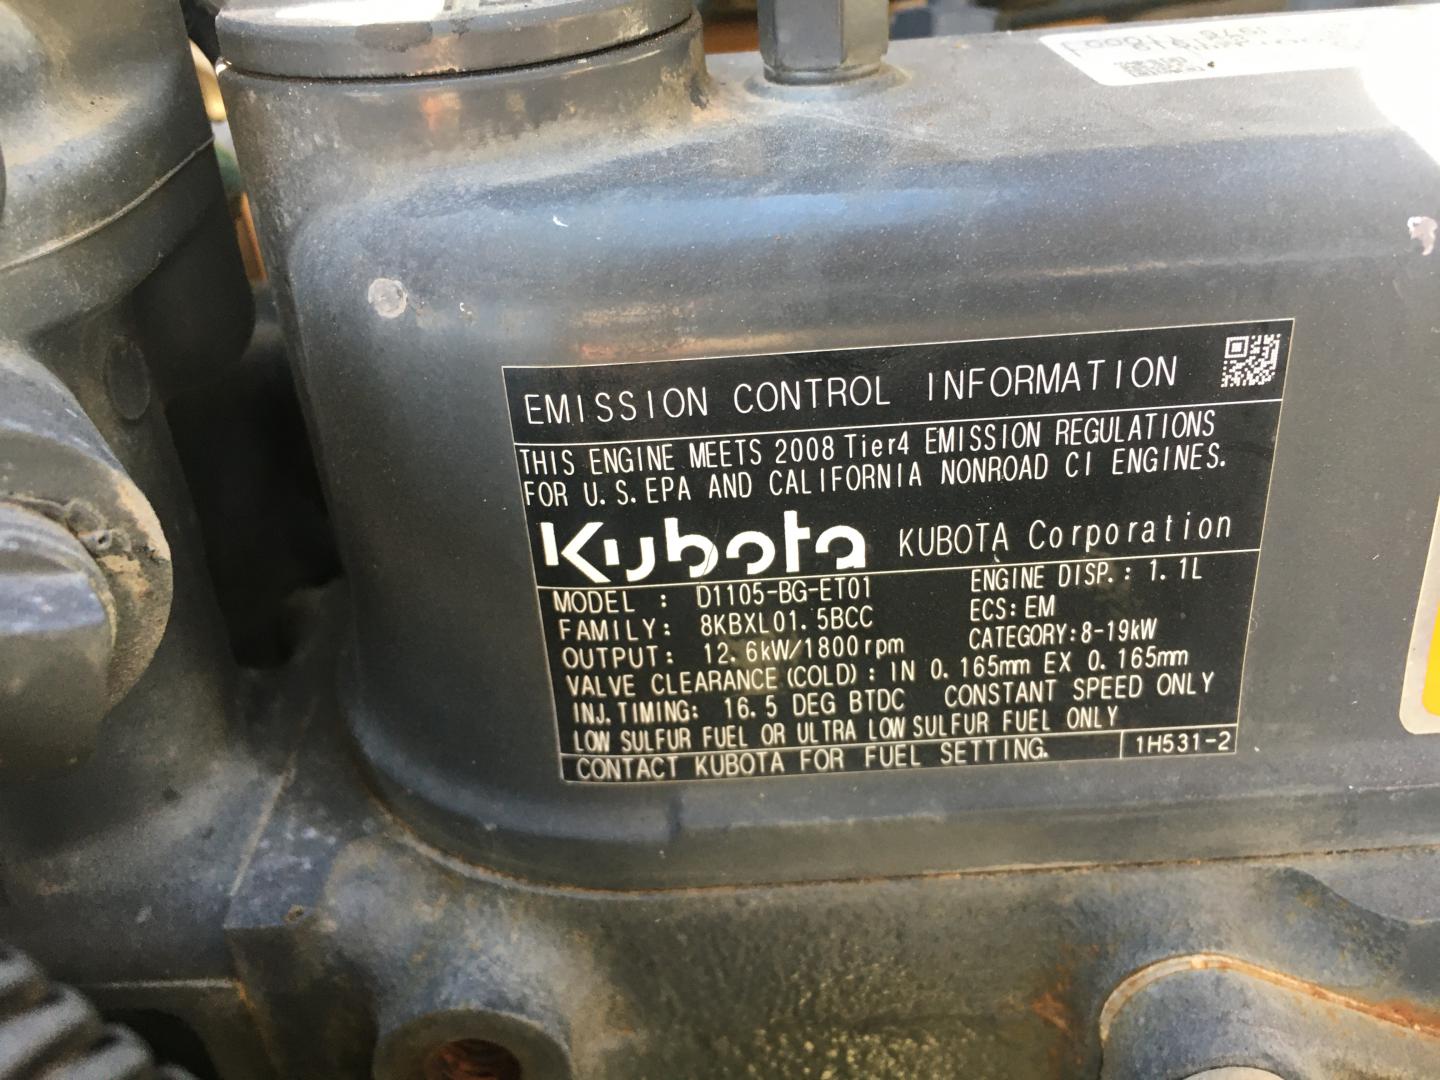 EMISSION CONTROL INFORMATION
THIS ENGINE MEETS 2008 Tier4 EMISSION REGULATIONS
FOR U.S.EPA AND CALIFORNIA NONROAD CI ENGINES.
Kubota KUBOTA Corporation
MODEL : D1105-BG-ET01 ENGINE DISP.: 1.1L
FAMILY: 8KBXL01.5BCC ECS: EM
OUTPUT: 12.6kW/1800rpm CATEGORY:8-19kW
VALVE CLEARANCE (COLD) : IN 0.165mm EX 0.165mm
INJ.TIMING: 16.5 DEG BTDC CONSTANT SPEED ONLY
LOW SULFUR FUEL OR ULTRA LOW SULFUR FUEL ONLY
CONTACT KUBOTA FOR FUEL SETTING. 1H531-2